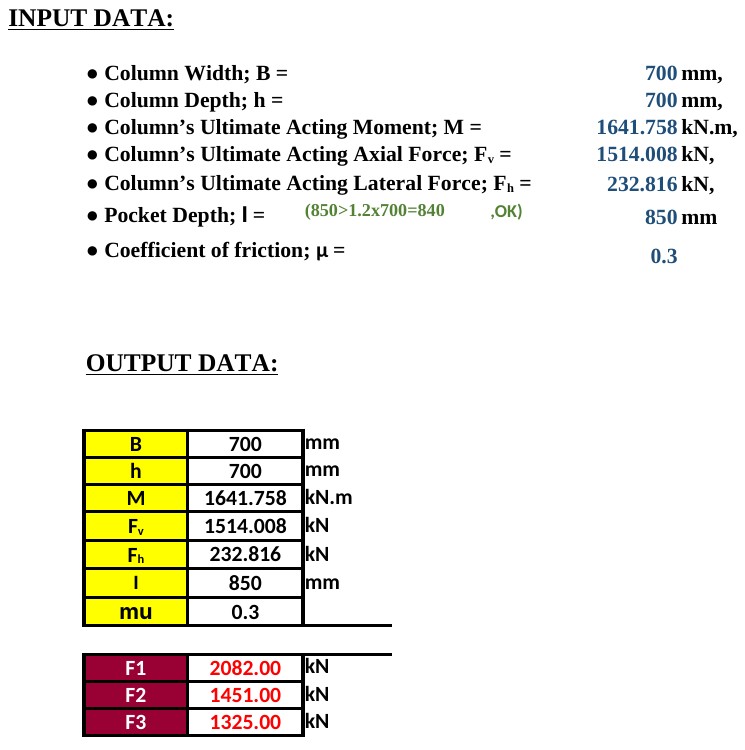 INPUT DATA:
● Column Width; B = 700 mm,
● Column Depth; h = 700 mm,
● Column's Ultimate Acting Moment; M = 1641.758 kN.m,
● Column's Ultimate Acting Axial Force; Fv = 1514.008 kN,
● Column's Ultimate Acting Lateral Force; Fh = 232.816 kN,
● Pocket Depth; l = (850>1.2x700=840 ,OK) 850 mm
● Coefficient of friction; μ = 0.3
OUTPUT DATA:
B 700 mm
h 700 mm
M 1641.758 kN.m
Fv 1514.008 kN
Fh 232.816 kN
l 850 mm
mu 0.3
F1 2082.00 kN
F2 1451.00 kN
F3 1325.00 kN